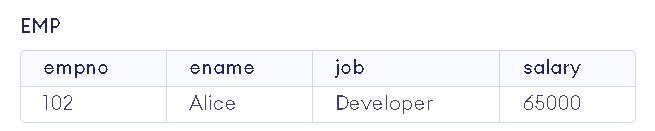 EMP
empno ename job salary
102 Alice Developer 65000